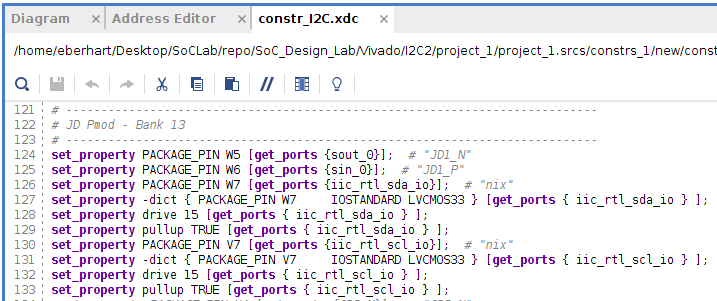 Diagram × Address Editor × constr_I2C.xdc ×
/home/eberhart/Desktop/SoCLab/repo/SoC_Design_Lab/Vivado/I2C2/project_1/project_1.srcs/constrs_1/new/const
121 # ----------------------------------------------------------------------------
122 # JD Pmod - Bank 13
123 # ----------------------------------------------------------------------------
124 set_property PACKAGE_PIN W5 [get_ports {sout_0}];  # "JD1_N"
125 set_property PACKAGE_PIN W6 [get_ports {sin_0}];  # "JD1_P"
126 set_property PACKAGE_PIN W7 [get_ports {iic_rtl_sda_io}];  # "nix"
127 set_property -dict { PACKAGE_PIN W7     IOSTANDARD LVCMOS33 } [get_ports { iic_rtl_sda_io } ];
128 set_property drive 15 [get_ports { iic_rtl_sda_io } ];
129 set_property pullup TRUE [get_ports { iic_rtl_sda_io } ];
130 set_property PACKAGE_PIN V7 [get_ports {iic_rtl_scl_io}];  # "nix"
131 set_property -dict { PACKAGE_PIN V7     IOSTANDARD LVCMOS33 } [get_ports { iic_rtl_scl_io } ];
132 set_property drive 15 [get_ports { iic_rtl_scl_io } ];
133 set_property pullup TRUE [get_ports { iic_rtl_scl_io } ];